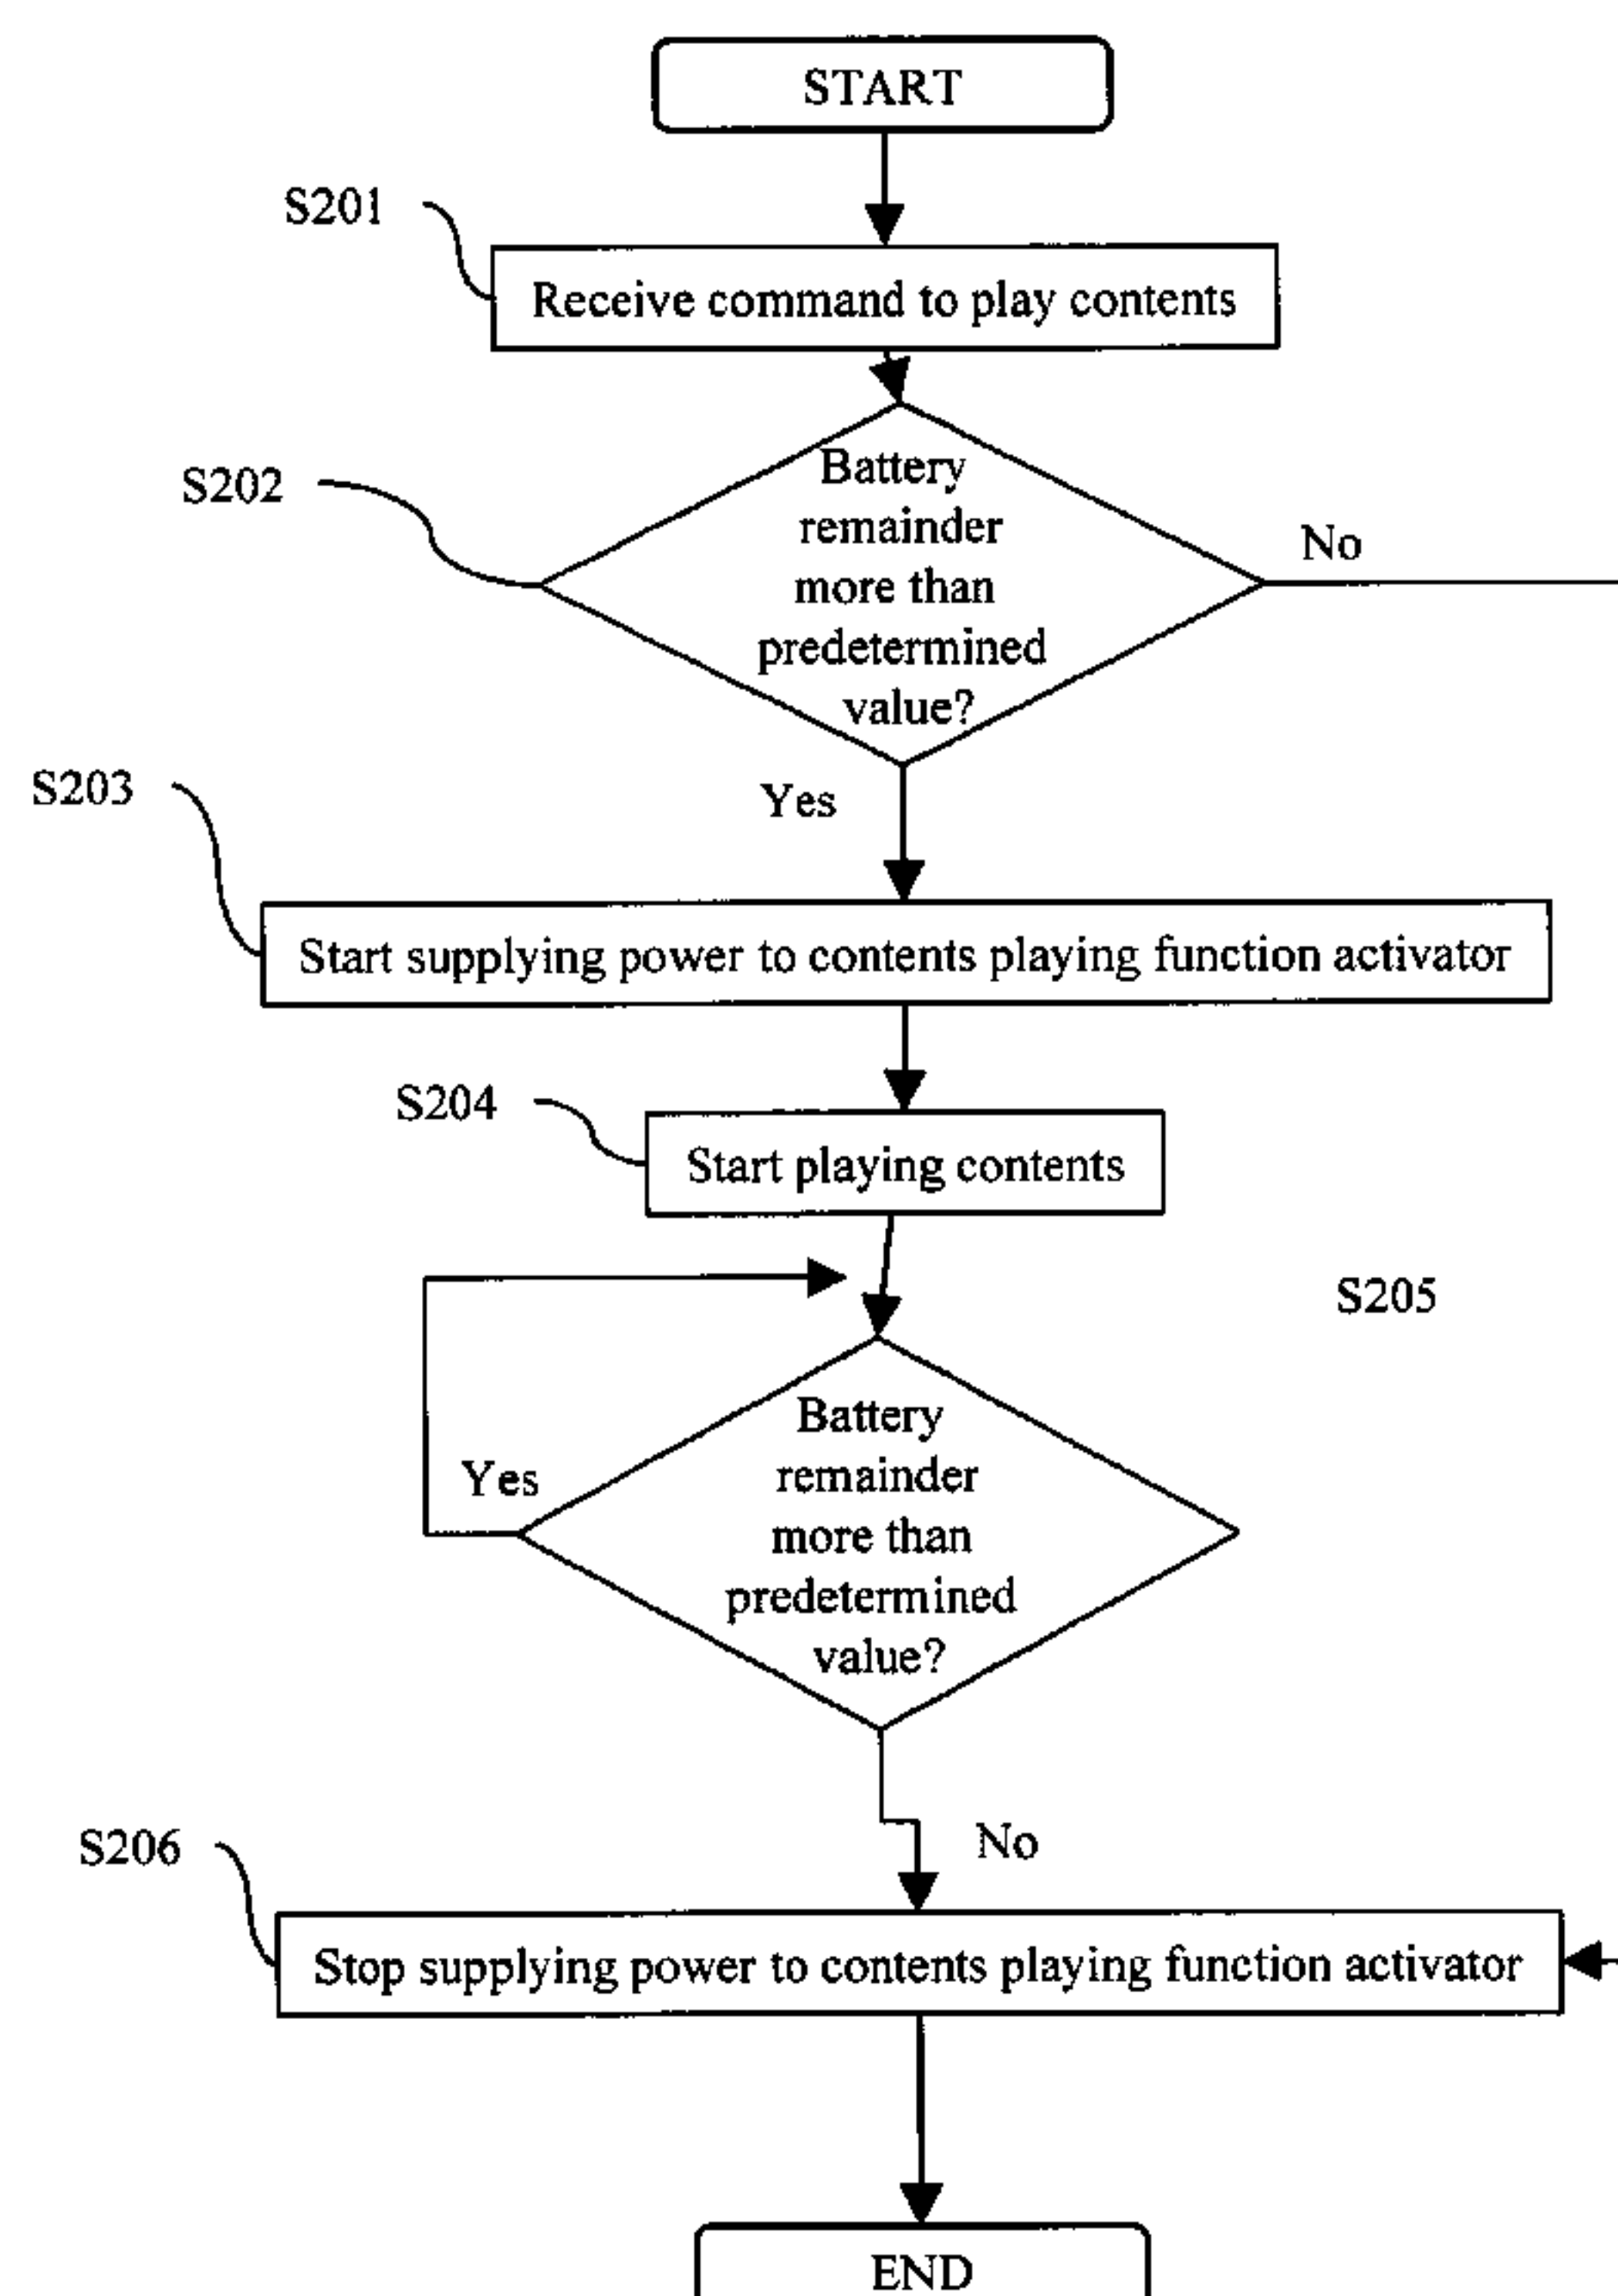 START
S201
Receive command to play contents
S202
Battery
remainder
more than
predetermined
value?
No
Yes
S203
Start supplying power to contents playing function activator
S204
Start playing contents
S205
Battery
remainder
more than
predetermined
value?
Yes
No
S206
Stop supplying power to contents playing function activator
END